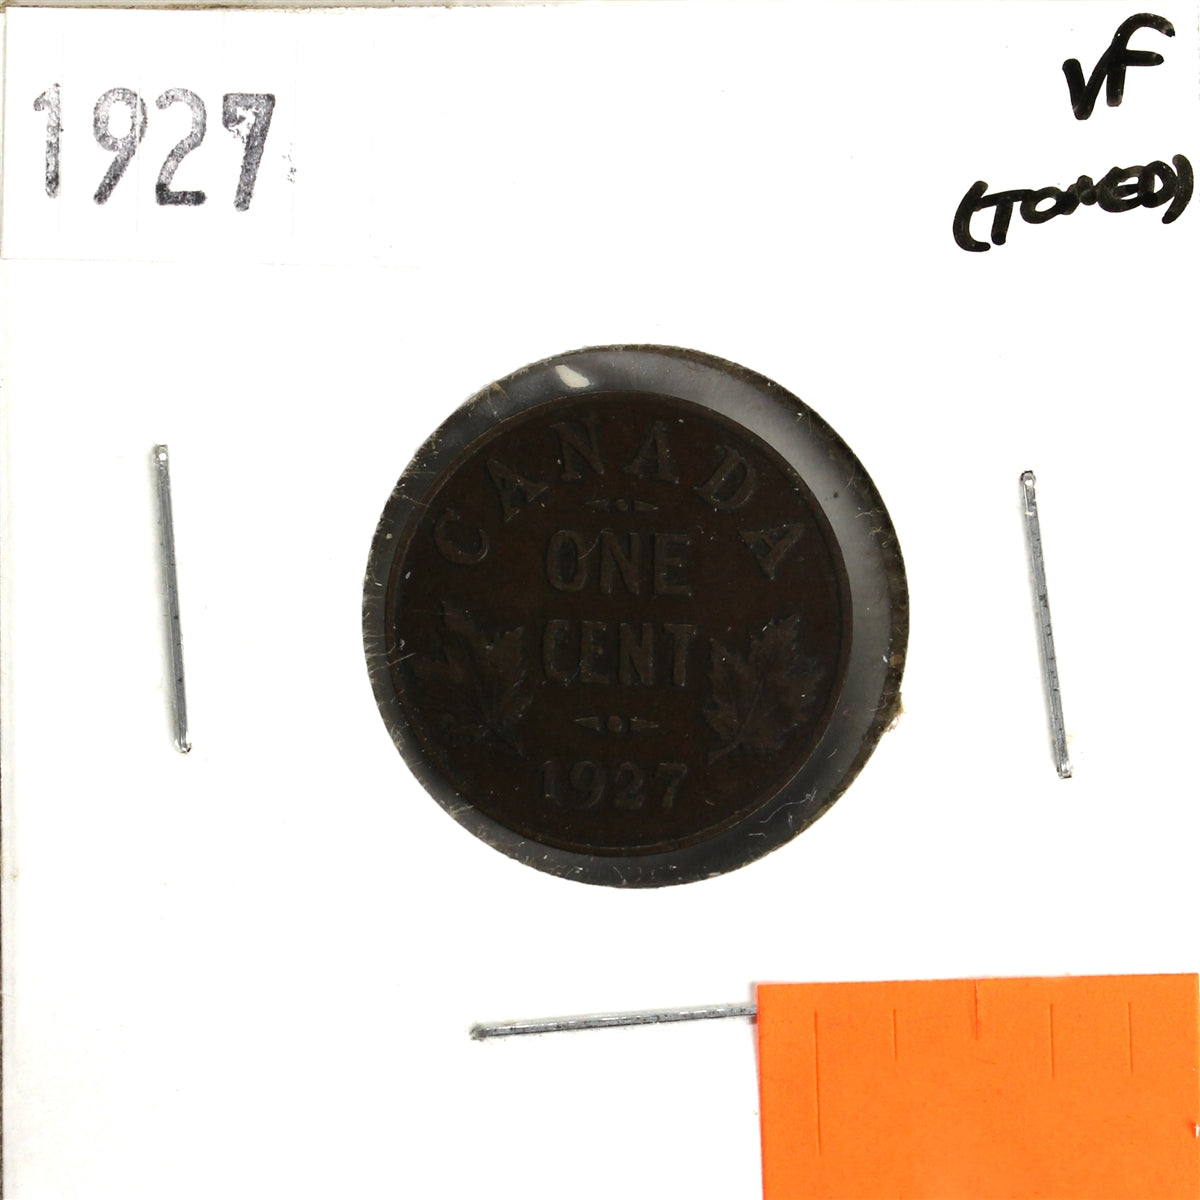 1927
VF
(TONED)
CANADA
ONE
CENT
1927